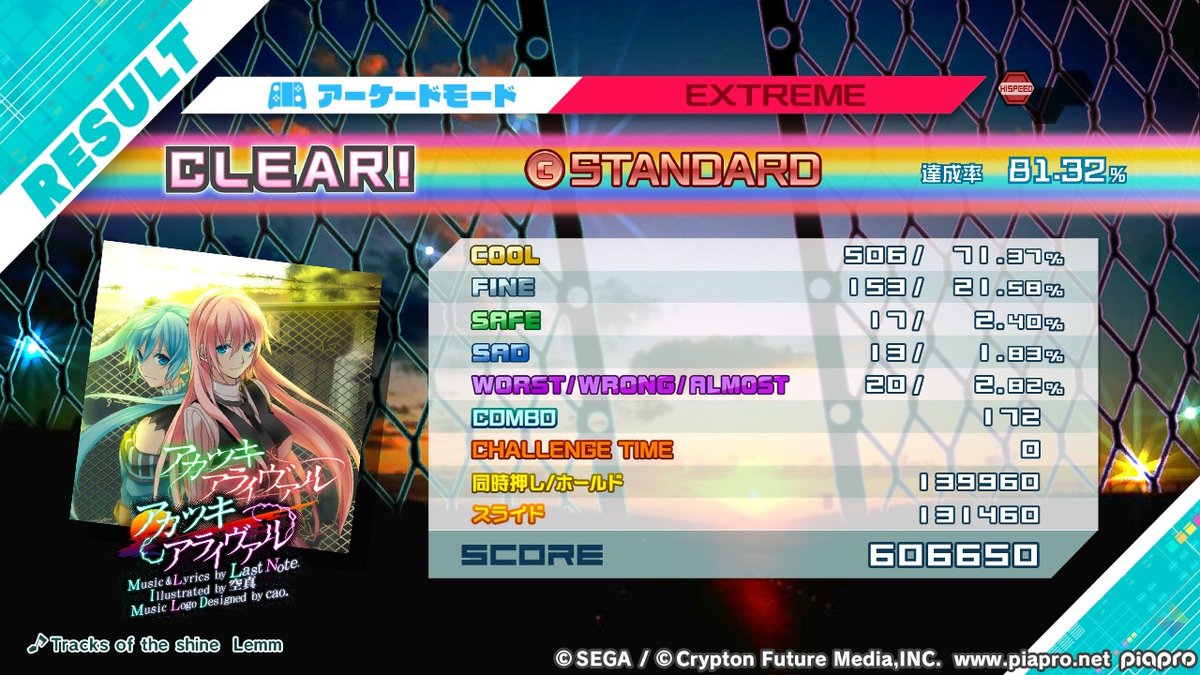 RESULT
アーケードモード EXTREME HISPEED
CLEAR! C STANDARD 達成率 81.32%
COOL 506/ 71.37%
FINE 153/ 21.58%
SAFE 17/ 2.40%
SAD 13/ 1.83%
WORST/WRONG/ALMOST 20/ 2.82%
COMBO 172
CHALLENGE TIME 0
同時押し/ホールド 139960
スライド 131460
SCORE 606650
アカツキ
アライヴァル
アカツキ
アライヴァル
Music & Lyrics by Last Note.
Illustrated by 空真
Music Logo Designed by cao.
Tracks of the shine Lemm
©SEGA / ©Crypton Future Media,INC. www.piapro.net piapro